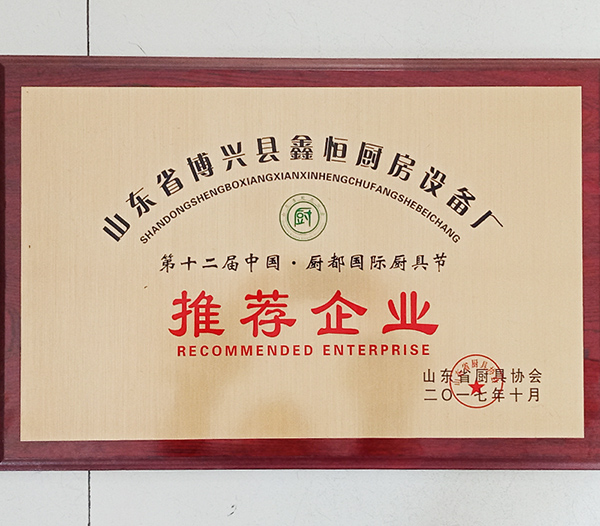 山东省博兴县鑫恒厨房设备厂
SHANDONGSHENGBOXIANGXIANXINHENGCHUFANGSHEBEICHANG
厨
第十二届中国·厨都国际厨具节
推荐企业
RECOMMENDED ENTERPRISE
山东省厨具协会
二〇一七年十月